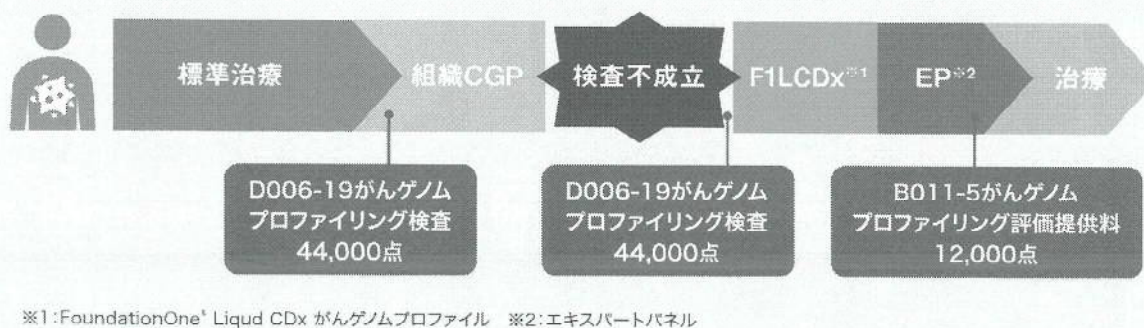 標準治療
組織CGP
検査不成立
F1LCDx※1
EP※2
治療
D006-19がんゲノム
プロファイリング検査
44,000点
D006-19がんゲノム
プロファイリング検査
44,000点
B011-5がんゲノム
プロファイリング評価提供料
12,000点
※1:FoundationOne® Liqud CDx がんゲノムプロファイル ※2:エキスパートパネル